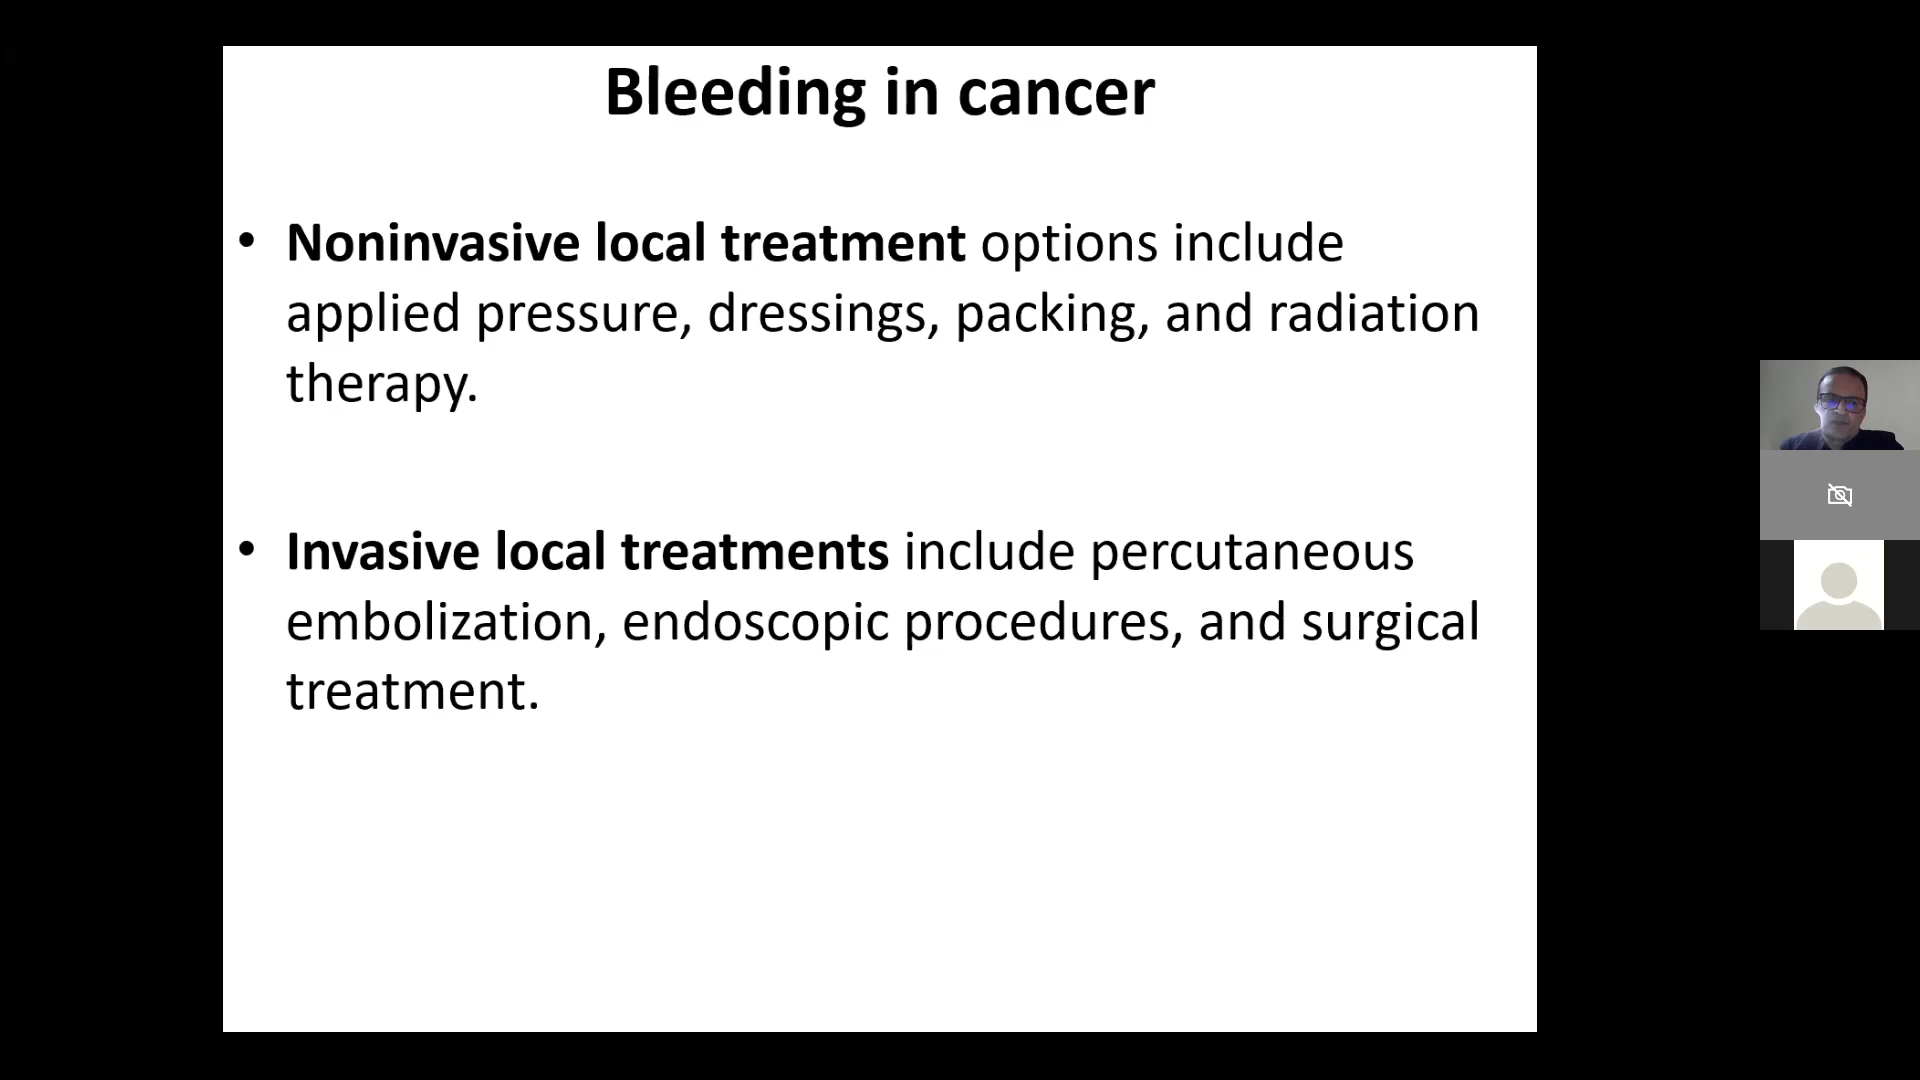 Bleeding in cancer
• Noninvasive local treatment options include
applied pressure, dressings, packing, and radiation
therapy.
• Invasive local treatments include percutaneous
embolization, endoscopic procedures, and surgical
treatment.